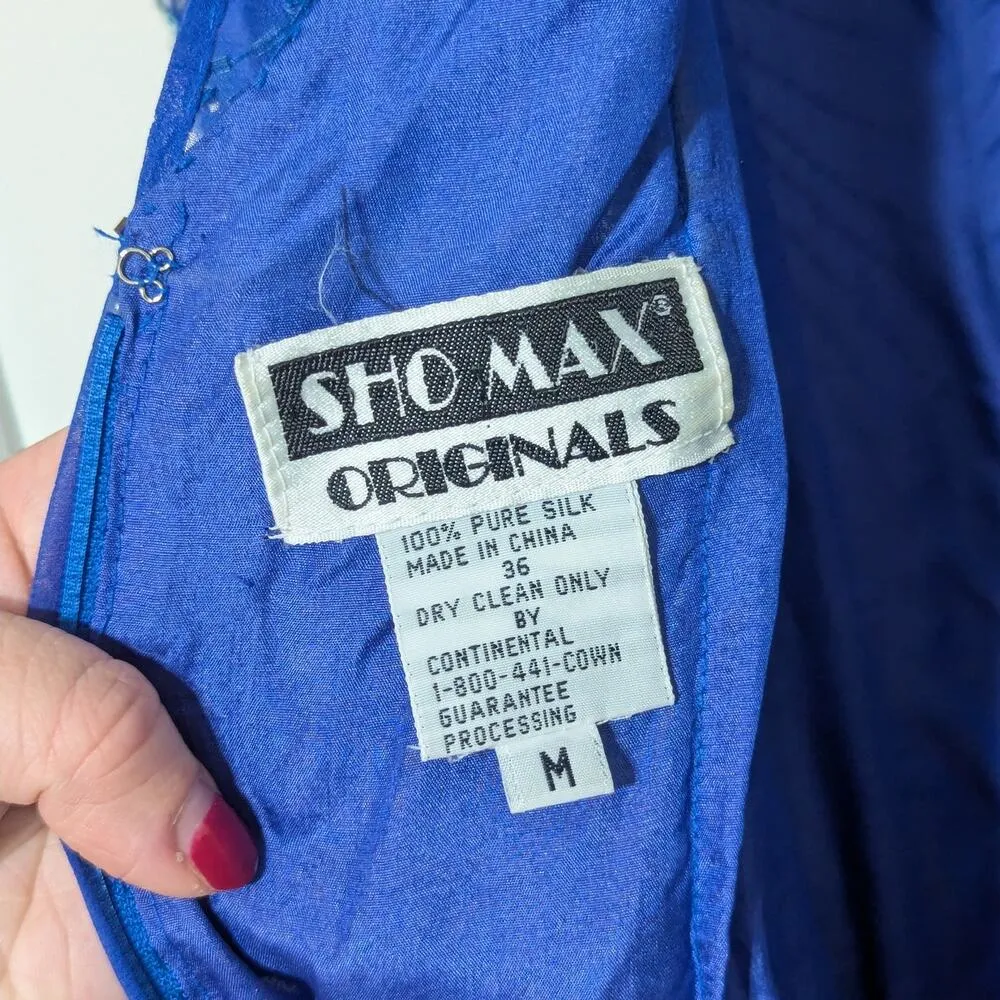 SHO MAX®
ORIGINALS
100% PURE SILK
MADE IN CHINA
36
DRY CLEAN ONLY
BY
CONTINENTAL
1-800-441-COWN
GUARANTEE
PROCESSING
M